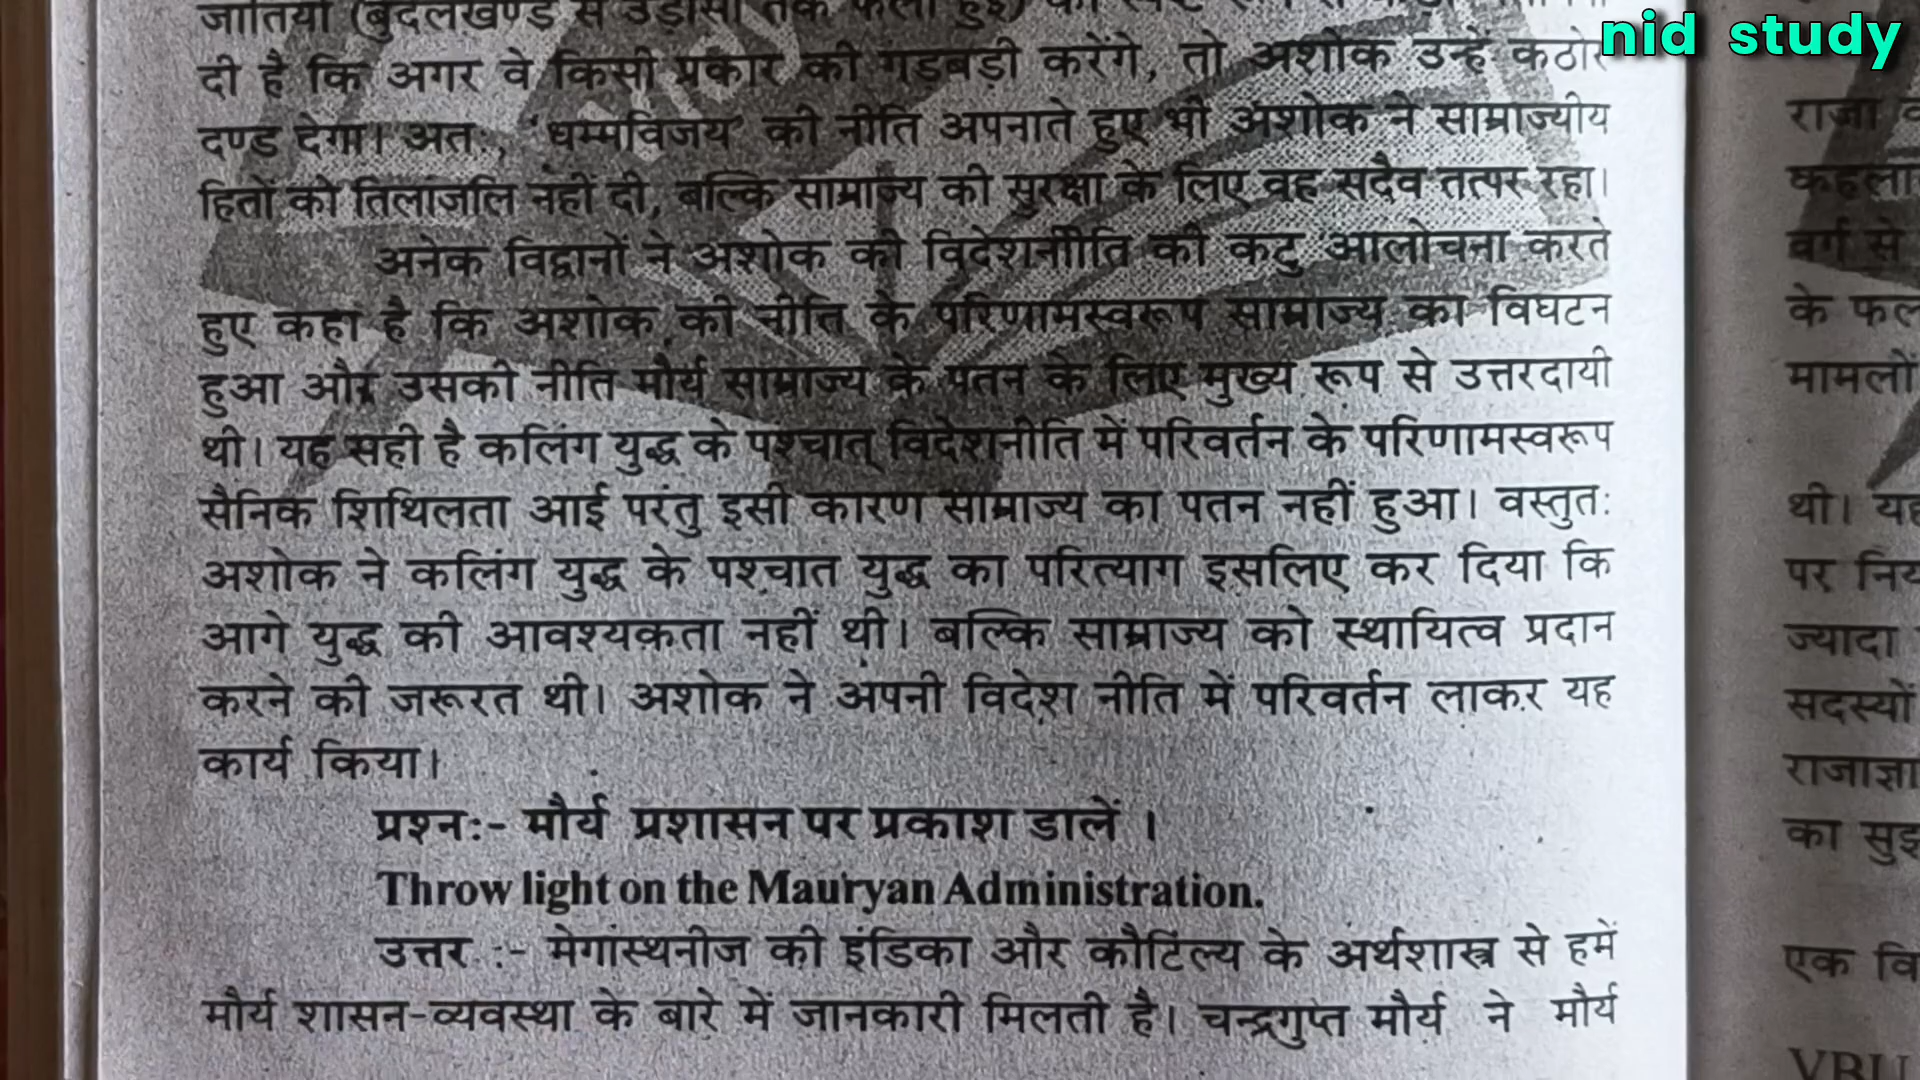 nid study
जातियों (बुंदेलखण्ड से उड़ीसा तक फैली हुई) को स्पष्ट
दी है कि अगर वे किसी प्रकार की गड़बड़ी करेंगे, तो अशोक उन्हें कठोर
दण्ड देगा। अतः, 'धम्मविजय' की नीति अपनाते हुए भी अशोक ने साम्राज्यीय
हितों को तिलांजलि नहीं दी, बल्कि साम्राज्य की सुरक्षा के लिए वह सदैव तत्पर रहा।
अनेक विद्वानों ने अशोक की विदेशनीति की कटु आलोचना करते
हुए कहा है कि अशोक की नीति के परिणामस्वरूप साम्राज्य का विघटन
हुआ और उसकी नीति मौर्य साम्राज्य के पतन के लिए मुख्य रूप से उत्तरदायी
थी। यह सही है कलिंग युद्ध के पश्चात् विदेशनीति में परिवर्तन के परिणामस्वरूप
सैनिक शिथिलता आई परंतु इसी कारण साम्राज्य का पतन नहीं हुआ। वस्तुतः
अशोक ने कलिंग युद्ध के पश्चात युद्ध का परित्याग इसलिए कर दिया कि
आगे युद्ध की आवश्यकता नहीं थी। बल्कि साम्राज्य को स्थायित्व प्रदान
करने की जरूरत थी। अशोक ने अपनी विदेश नीति में परिवर्तन लाकर यह
कार्य किया।
प्रश्नः- मौर्य प्रशासन पर प्रकाश डालें ।
Throw light on the Mauryan Administration.
उत्तर :- मेगास्थनीज की इंडिका और कौटिल्य के अर्थशास्त्र से हमें
मौर्य शासन-व्यवस्था के बारे में जानकारी मिलती है। चन्द्रगुप्त मौर्य ने मौर्य
राजा
वर्ग से
के
मामलों
थी। यह
पर
ज्यादा
सदस्यों
राजाज्ञा
का
एक
VBU